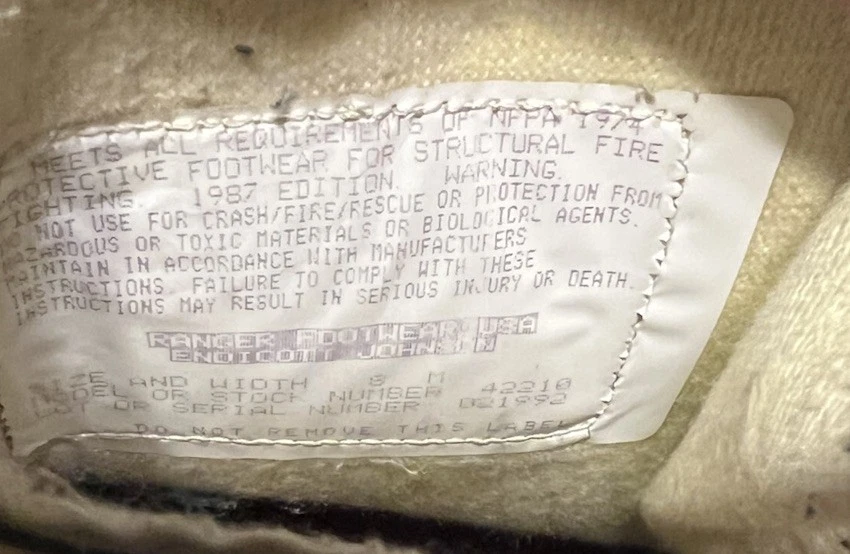 MEETS ALL REQUIREMENTS OF NFPA 1974
PROTECTIVE FOOTWEAR FOR STRUCTURAL FIRE
FIGHTING. 1987 EDITION. WARNING.
DO NOT USE FOR CRASH/FIRE/RESCUE OR PROTECTION FROM
HAZARDOUS OR TOXIC MATERIALS OR BIOLOGICAL AGENTS.
MAINTAIN IN ACCORDANCE WITH MANUFACTURERS
INSTRUCTIONS. FAILURE TO COMPLY WITH THESE
INSTRUCTIONS MAY RESULT IN SERIOUS INJURY OR DEATH.
RANGER FOOTWEAR USA
ENDICOTT JOHNSON
SIZE AND WIDTH 8 M
MODEL OR STOCK NUMBER 42210
LOT OR SERIAL NUMBER 021992
DO NOT REMOVE THIS LABEL